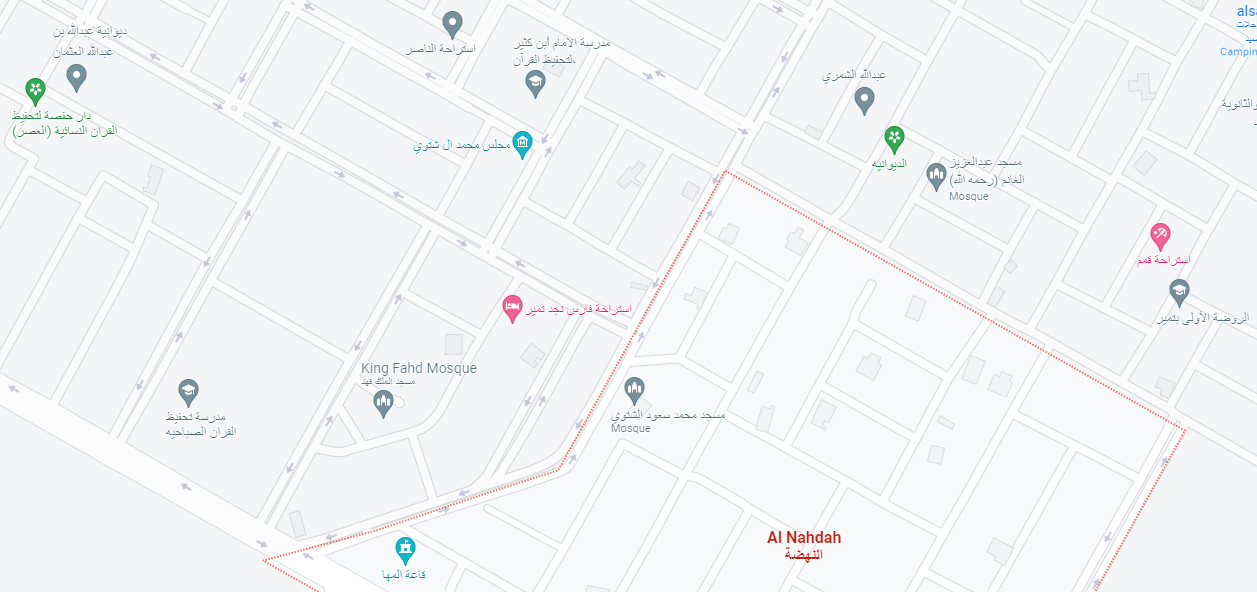 ديوانية عبدالله بن
عبدالله العثمان
استراحة الناصر
مدرسة الامام أبن كثير
لتحفيظ القرآن،
دار حفصة لتحفيظ
القران النسائية (العصر)
مجلس محمد ال شتوي
عبدالله الشمري
الديوانيه
مسجد عبدالعزيز
الغانم (رحمه الله)
Mosque
استراحة قمم
الروضة الأولى بتمير
والثانوية
Campin
استراحة فارس نجد تمير
King Fahd Mosque
مسجد الملك فهد
مدرسة تحفيظ
القران الصباحيه
مسجد محمد سعود الشتوي
Mosque
Al Nahdah
النهضة
قاعة المها